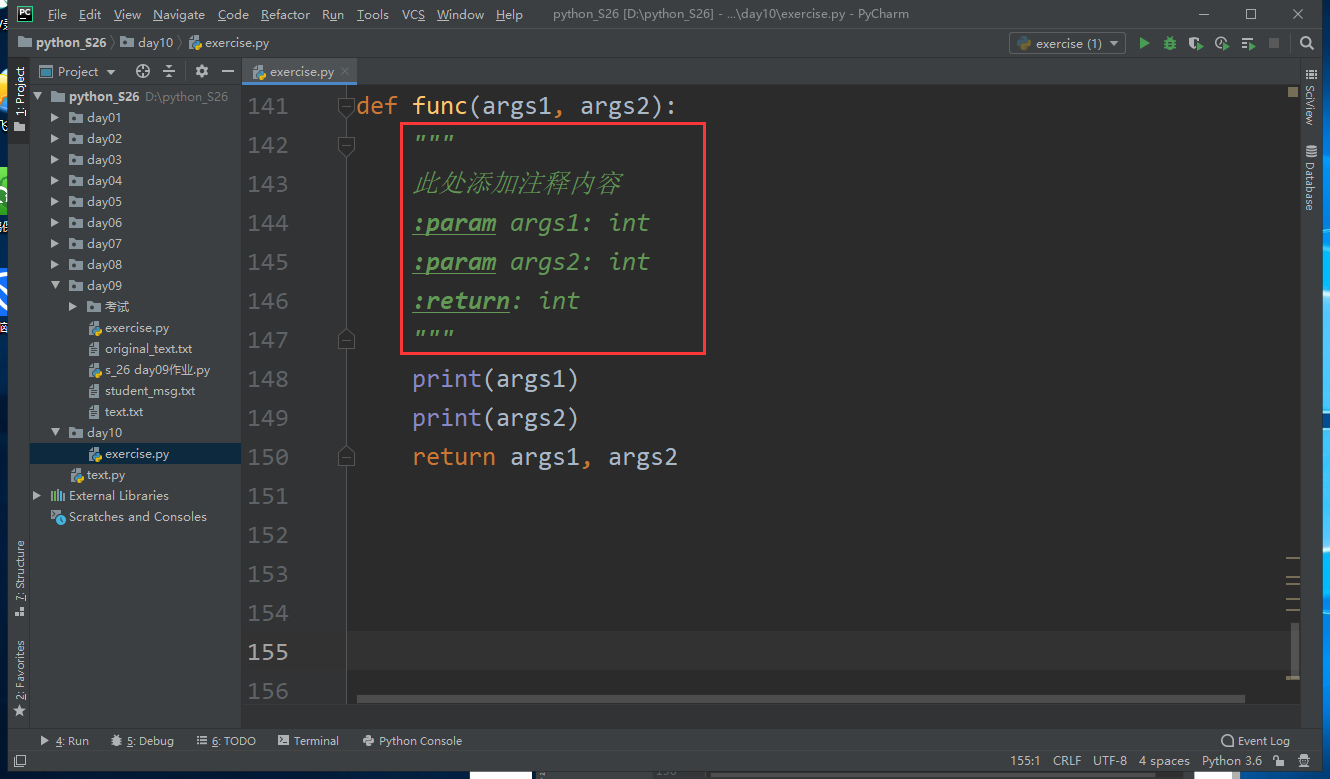 File Edit View Navigate Code Refactor Run Tools VCS Window Help python_S26 [D:\python_S26] - ...\day10\exercise.py - PyCharm
python_S26 day10 exercise.py exercise (1)
Project exercise.py
1: Project
python_S26 D:\python_S26
day01
day02
day03
day04
day05
day06
day07
day08
day09
考试
exercise.py
original_text.txt
s_26 day09作业.py
student_msg.txt
text.txt
day10
exercise.py
text.py
External Libraries
Scratches and Consoles
7: Structure
2: Favorites
141 def func(args1, args2):
142 """
143 此处添加注释内容
144 :param args1: int
145 :param args2: int
146 :return: int
147 """
148 print(args1)
149 print(args2)
150 return args1, args2
151
152
153
154
155
156
SciView
Database
4: Run 5: Debug 6: TODO Terminal Python Console Event Log
155:1 CRLF UTF-8 4 spaces Python 3.6